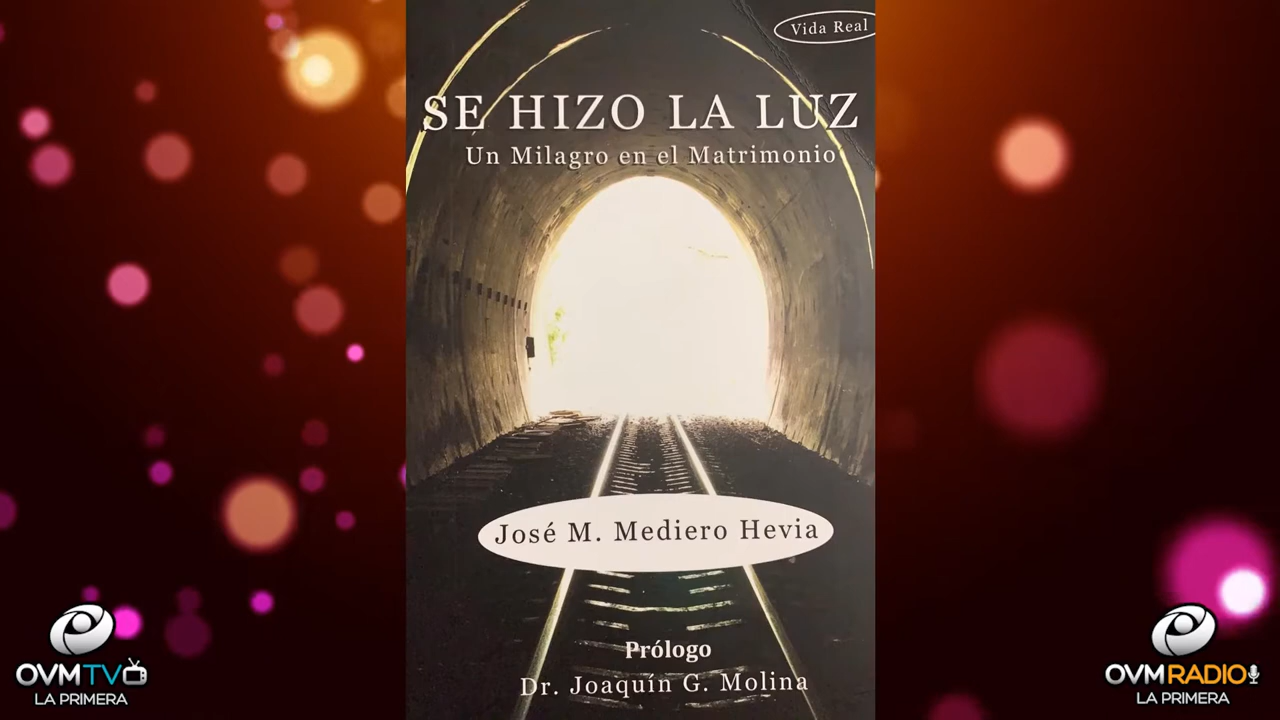 Vida Real
SE HIZO LA LUZ
Un Milagro en el Matrimonio
José M. Mediero Hevia
Prólogo
Dr. Joaquín G. Molina
OVMTV
LA PRIMERA
OVMRADIO
LA PRIMERA